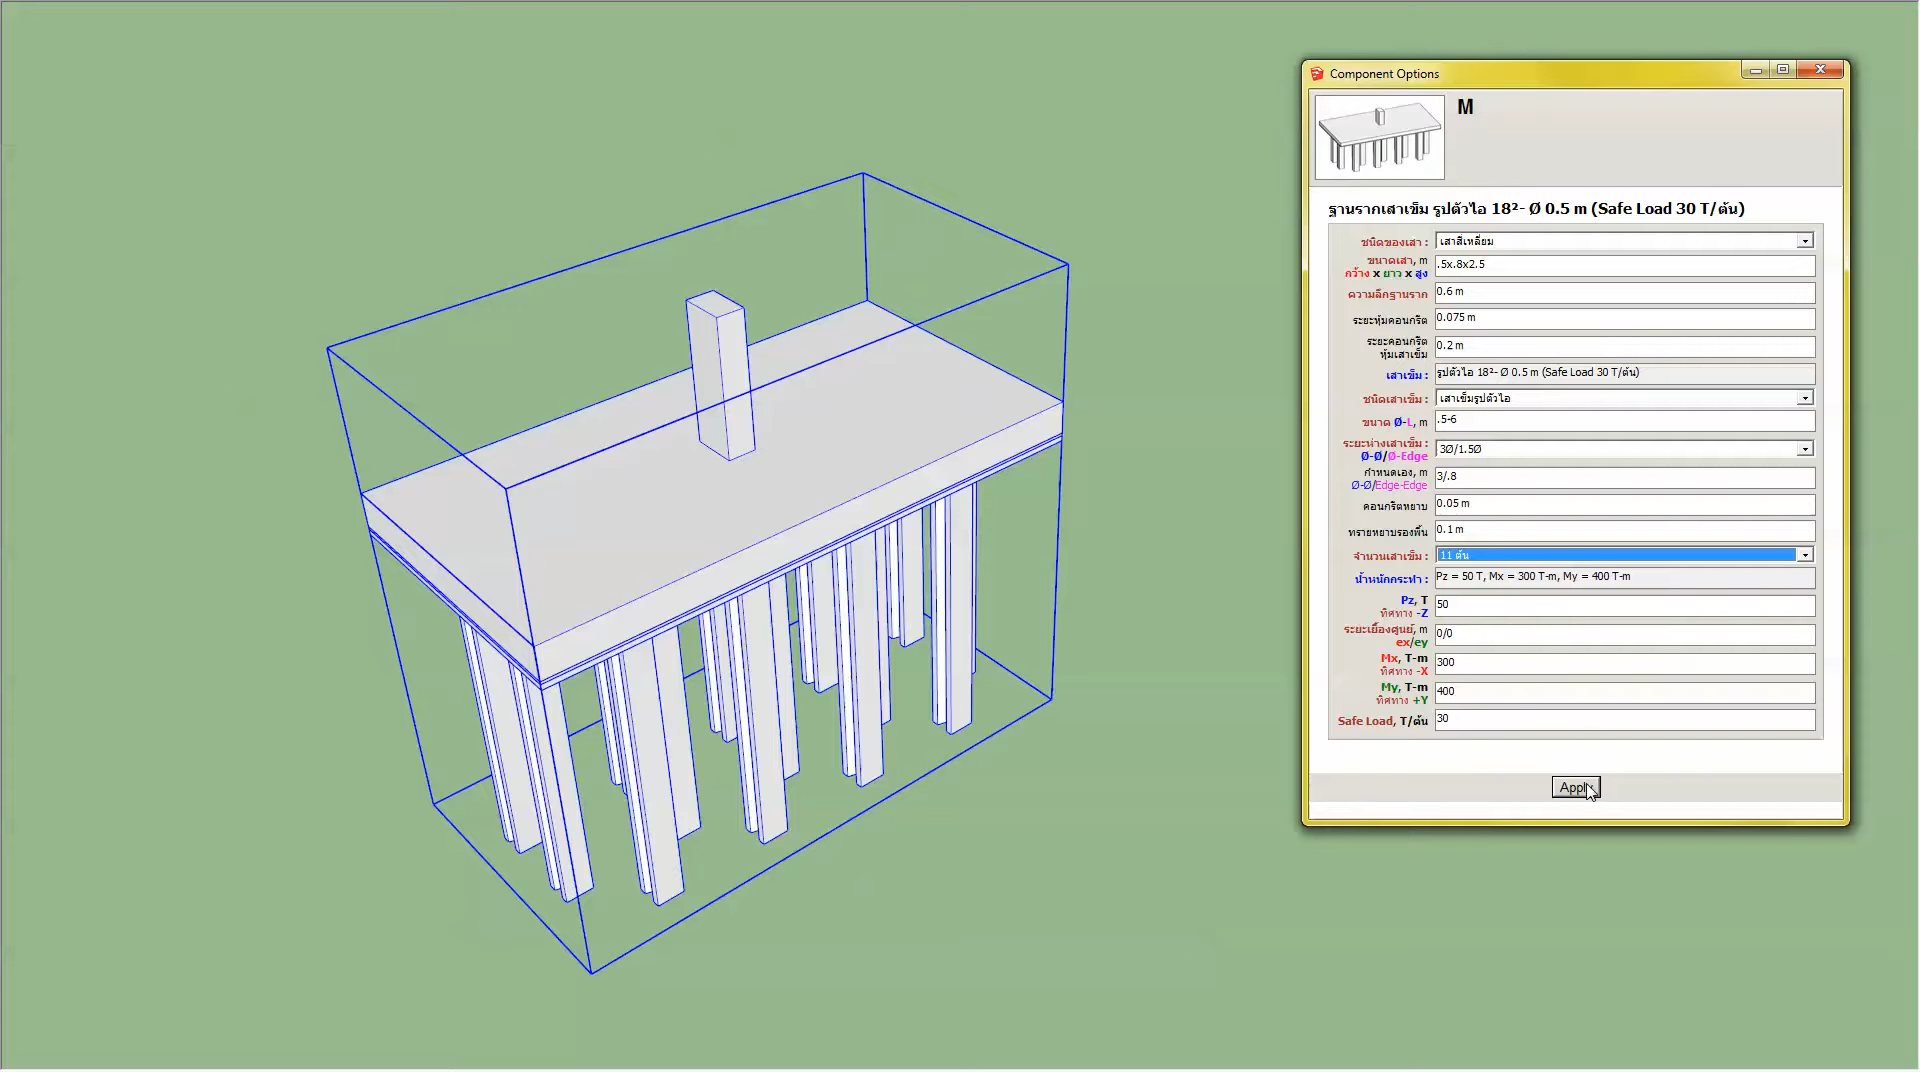 Component Options
M
ฐานรากเสาเข็ม รูปตัวไอ 18²- Ø 0.5 m (Safe Load 30 T/ต้น)
ชนิดของเสา : เสาสี่เหลี่ยม
ขนาดเสา, m
กว้าง x ยาว x สูง .5x.8x2.5
ความลึกฐานราก 0.6 m
ระยะหุ้มคอนกรีต 0.075 m
ระยะคอนกรีต
หุ้มเสาเข็ม 0.2 m
เสาเข็ม : รูปตัวไอ 18²- Ø 0.5 m (Safe Load 30 T/ต้น)
ชนิดเสาเข็ม : เสาเข็มรูปตัวไอ
ขนาด Ø-L, m .5-6
ระยะห่างเสาเข็ม :
Ø-Ø/Ø-Edge 3Ø/1.5Ø
กำหนดเอง, m
Ø-Ø/Edge-Edge 3/.8
คอนกรีตหยาบ 0.05 m
ทรายหยาบรองพื้น 0.1 m
จำนวนเสาเข็ม : 11 ต้น
น้ำหนักกระทำ : Pz = 50 T, Mx = 300 T-m, My = 400 T-m
Pz, T
ทิศทาง -Z 50
ระยะเยื้องศูนย์, m
ex/ey 0/0
Mx, T-m
ทิศทาง -X 300
My, T-m
ทิศทาง +Y 400
Safe Load, T/ต้น 30
Apply